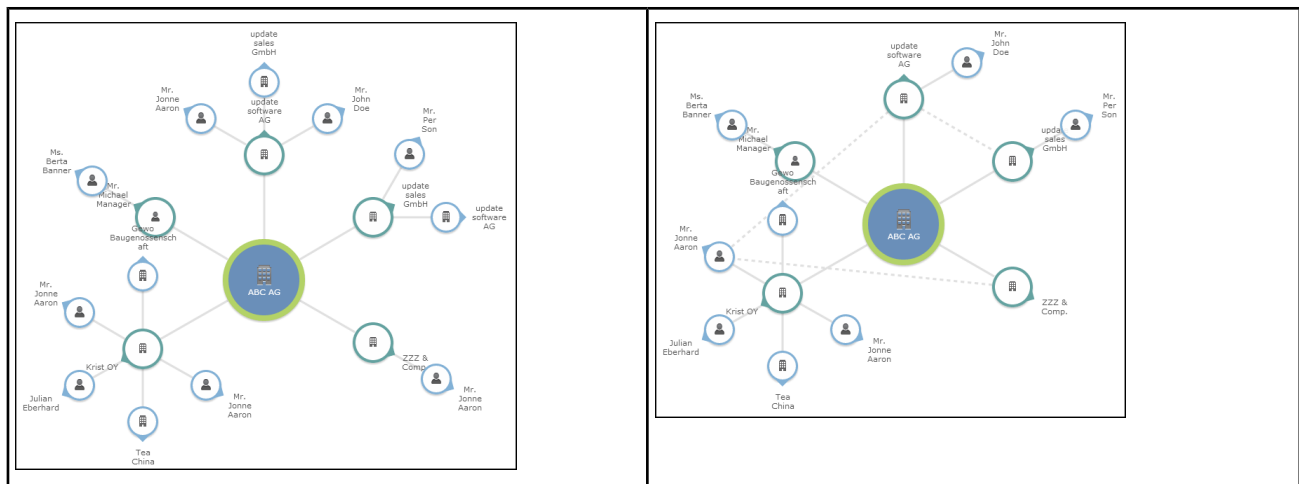 update
sales
GmbH
Mr.
Jonne
Aaron
update
software
AG
Mr.
John
Doe
Mr.
Per
Son
Ms.
Berta
Banner
Mr.
Michael
Manager
update
sales
GmbH
update
software
AG
Gewo
Baugenossensch
aft
ABC AG
Mr.
Jonne
Aaron
Krist OY
ZZZ &
Comp.
Julian
Eberhard
Mr.
Jonne
Aaron
Mr.
Jonne
Aaron
Tea
China
update
software
AG
Mr.
John
Doe
Ms.
Berta
Banner
Mr.
Per
Son
Mr.
Michael
Manager
update
sales
GmbH
Gewo
Baugenossensch
aft
ABC AG
Mr.
Jonne
Aaron
Krist OY
ZZZ &
Comp.
Julian
Eberhard
Mr.
Jonne
Aaron
Tea
China